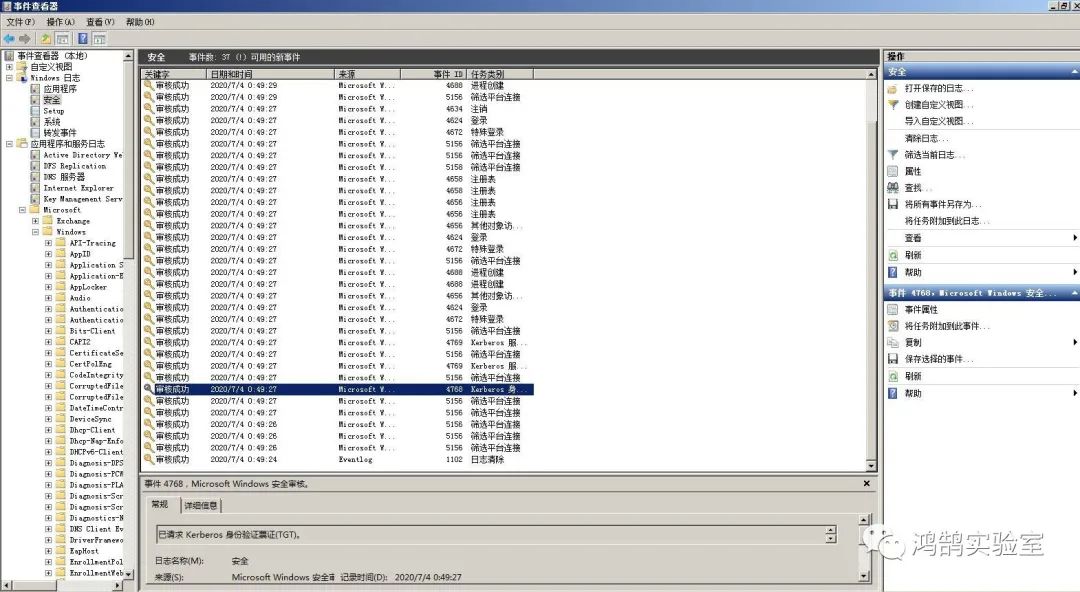 事件查看器
文件(F) 操作(A) 查看(V) 帮助(H)
事件查看器 (本地)
自定义视图
Windows 日志
应用程序
安全
Setup
系统
转发事件
应用程序和服务日志
Active Directory We
DFS Replication
DNS 服务器
Internet Explorer
Key Management Serv
Microsoft
Exchange
Windows
API-Tracing
AppID
Application S
Application-E
AppLocker
Audio
Authenticatio
Authenticatio
Bits-Client
CAPI2
CertificateSe
CertPolEng
CodeIntegrity
CorruptedFile
CorruptedFile
DateTimeContr
DeviceSync
Dhcp-Client
Dhcp-Nap-Enfo
DHCPv6-Client
Diagnosis-DPS
Diagnosis-PCW
Diagnosis-PLA
Diagnosis-Scr
Diagnosis-Scr
Diagnostics-N
DNS Client Ev
DriverFramewo
EapHost
EnrollmentPol
EnrollmentWeb
安全 事件数: 37 (!) 可用的新事件
关键字 日期和时间 来源 事件 ID 任务类别
审核成功 2020/7/4 0:49:29 Microsoft W... 4688 进程创建
审核成功 2020/7/4 0:49:29 Microsoft W... 5156 筛选平台连接
审核成功 2020/7/4 0:49:27 Microsoft W... 4634 注销
审核成功 2020/7/4 0:49:27 Microsoft W... 4624 登录
审核成功 2020/7/4 0:49:27 Microsoft W... 4672 特殊登录
审核成功 2020/7/4 0:49:27 Microsoft W... 5156 筛选平台连接
审核成功 2020/7/4 0:49:27 Microsoft W... 5156 筛选平台连接
审核成功 2020/7/4 0:49:27 Microsoft W... 5158 筛选平台连接
审核成功 2020/7/4 0:49:27 Microsoft W... 4658 注册表
审核成功 2020/7/4 0:49:27 Microsoft W... 4658 注册表
审核成功 2020/7/4 0:49:27 Microsoft W... 4656 注册表
审核成功 2020/7/4 0:49:27 Microsoft W... 4656 注册表
审核成功 2020/7/4 0:49:27 Microsoft W... 4656 其他对象访...
审核成功 2020/7/4 0:49:27 Microsoft W... 4624 登录
审核成功 2020/7/4 0:49:27 Microsoft W... 4672 特殊登录
审核成功 2020/7/4 0:49:27 Microsoft W... 5156 筛选平台连接
审核成功 2020/7/4 0:49:27 Microsoft W... 4688 进程创建
审核成功 2020/7/4 0:49:27 Microsoft W... 4688 进程创建
审核成功 2020/7/4 0:49:27 Microsoft W... 4656 其他对象访...
审核成功 2020/7/4 0:49:27 Microsoft W... 4624 登录
审核成功 2020/7/4 0:49:27 Microsoft W... 4672 特殊登录
审核成功 2020/7/4 0:49:27 Microsoft W... 5156 筛选平台连接
审核成功 2020/7/4 0:49:27 Microsoft W... 4769 Kerberos 服...
审核成功 2020/7/4 0:49:27 Microsoft W... 5156 筛选平台连接
审核成功 2020/7/4 0:49:27 Microsoft W... 4769 Kerberos 服...
审核成功 2020/7/4 0:49:27 Microsoft W... 5156 筛选平台连接
审核成功 2020/7/4 0:49:27 Microsoft W... 4768 Kerberos 身...
审核成功 2020/7/4 0:49:27 Microsoft W... 5156 筛选平台连接
审核成功 2020/7/4 0:49:27 Microsoft W... 5156 筛选平台连接
审核成功 2020/7/4 0:49:26 Microsoft W... 5156 筛选平台连接
审核成功 2020/7/4 0:49:26 Microsoft W... 5156 筛选平台连接
审核成功 2020/7/4 0:49:26 Microsoft W... 5156 筛选平台连接
审核成功 2020/7/4 0:49:24 Eventlog 1102 日志清除
事件 4768，Microsoft Windows 安全审核。
常规 详细信息
已请求 Kerberos 身份验证票证(TGT)。
日志名称(M): 安全
来源(S): Microsoft Windows 安全审 记录时间(D): 2020/7/4 0:49:27
操作
安全
打开保存的日志...
创建自定义视图...
导入自定义视图...
清除日志...
筛选当前日志...
属性
查找...
将所有事件另存为...
将任务附加到此日志...
查看
刷新
帮助
事件 4768，Microsoft Windows 安全...
事件属性
将任务附加到此事件...
复制
保存选择的事件...
刷新
帮助
鸿鹄实验室